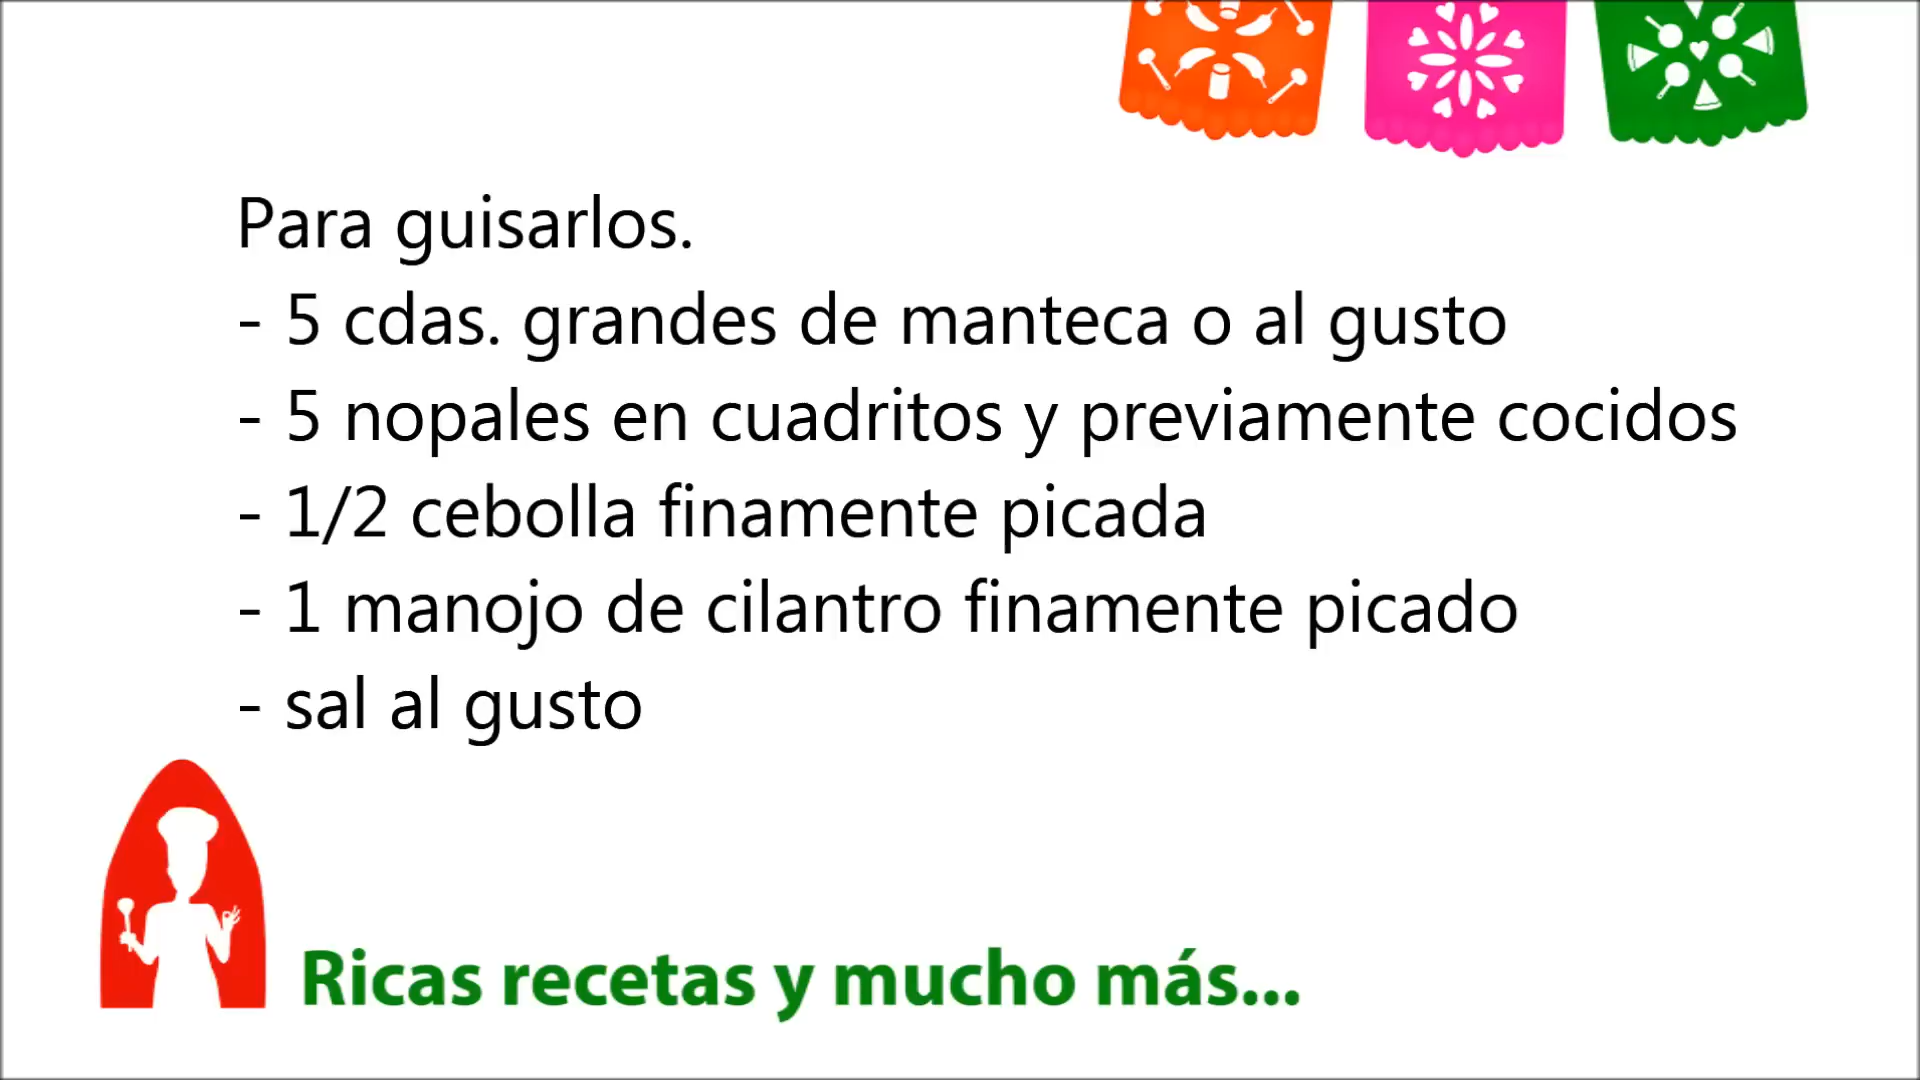 Para guisarlos.
- 5 cdas. grandes de manteca o al gusto
- 5 nopales en cuadritos y previamente cocidos
- 1/2 cebolla finamente picada
- 1 manojo de cilantro finamente picado
- sal al gusto
Ricas recetas y mucho más...